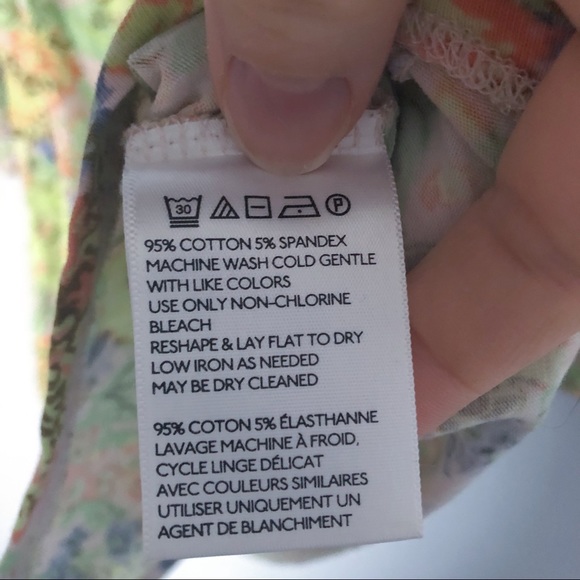 30 P
95% COTTON 5% SPANDEX
MACHINE WASH COLD GENTLE
WITH LIKE COLORS
USE ONLY NON-CHLORINE
BLEACH
RESHAPE & LAY FLAT TO DRY
LOW IRON AS NEEDED
MAY BE DRY CLEANED
95% COTON 5% ÉLASTHANNE
LAVAGE MACHINE À FROID,
CYCLE LINGE DÉLICAT
AVEC COULEURS SIMILAIRES
UTILISER UNIQUEMENT UN
AGENT DE BLANCHIMENT